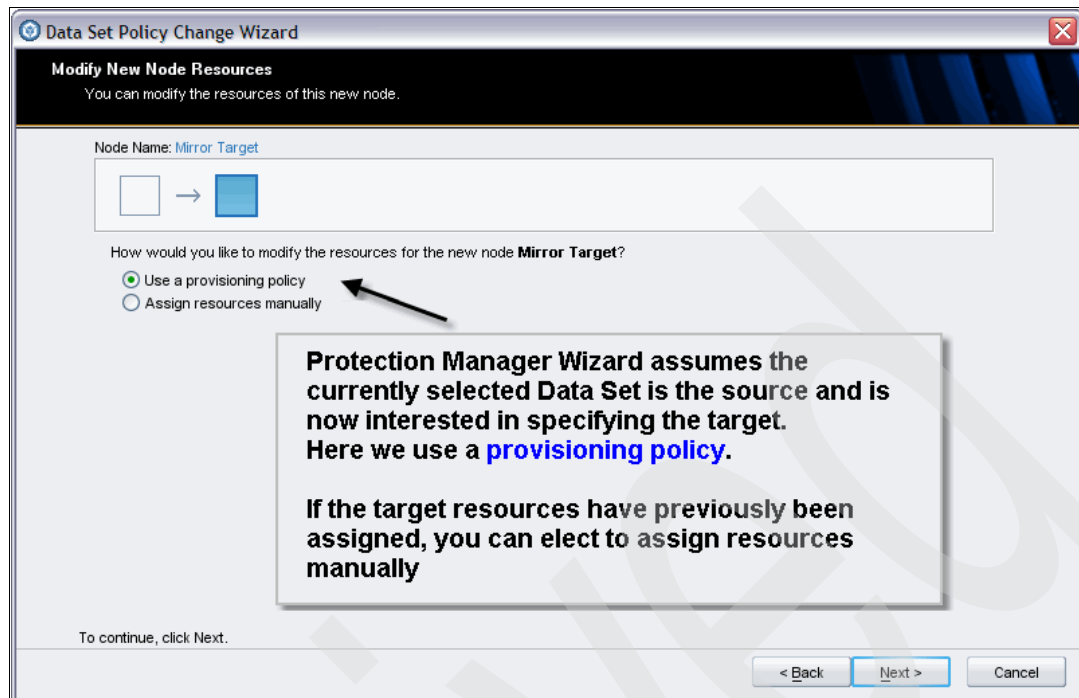 Data Set Policy Change Wizard
Modify New Node Resources
You can modify the resources of this new node.
Node Name: Mirror Target
How would you like to modify the resources for the new node Mirror Target?
Use a provisioning policy
Assign resources manually
Protection Manager Wizard assumes the
currently selected Data Set is the source and is
now interested in specifying the target.
Here we use a provisioning policy.
If the target resources have previously been
assigned, you can elect to assign resources
manually
To continue, click Next.
< Back
Next >
Cancel